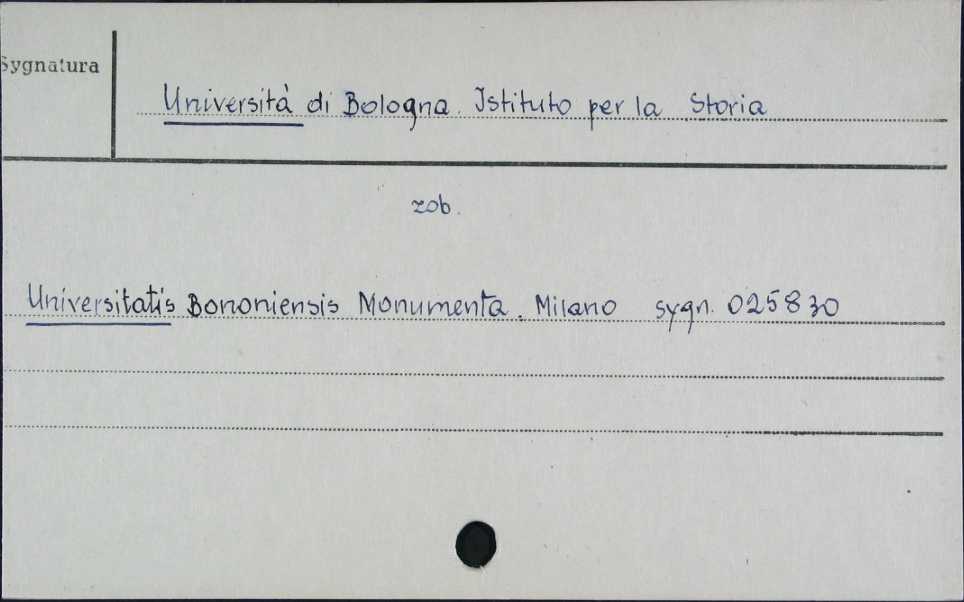 Sygnatura
Università di Bologna. Istituto per la Storia
zob.
Universitatis Bononiensis Monumenta. Milano sygn. 025830